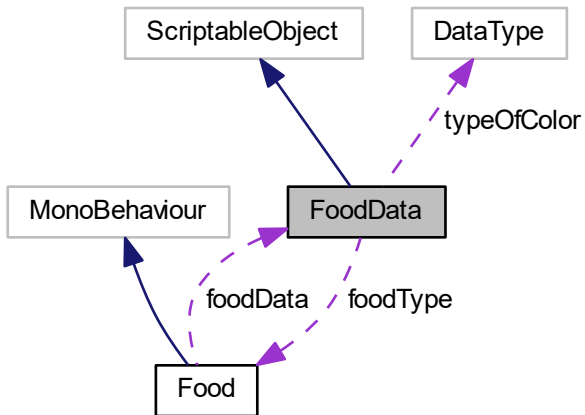 ScriptableObject
DataType
typeOfColor
MonoBehaviour
FoodData
foodData
foodType
Food